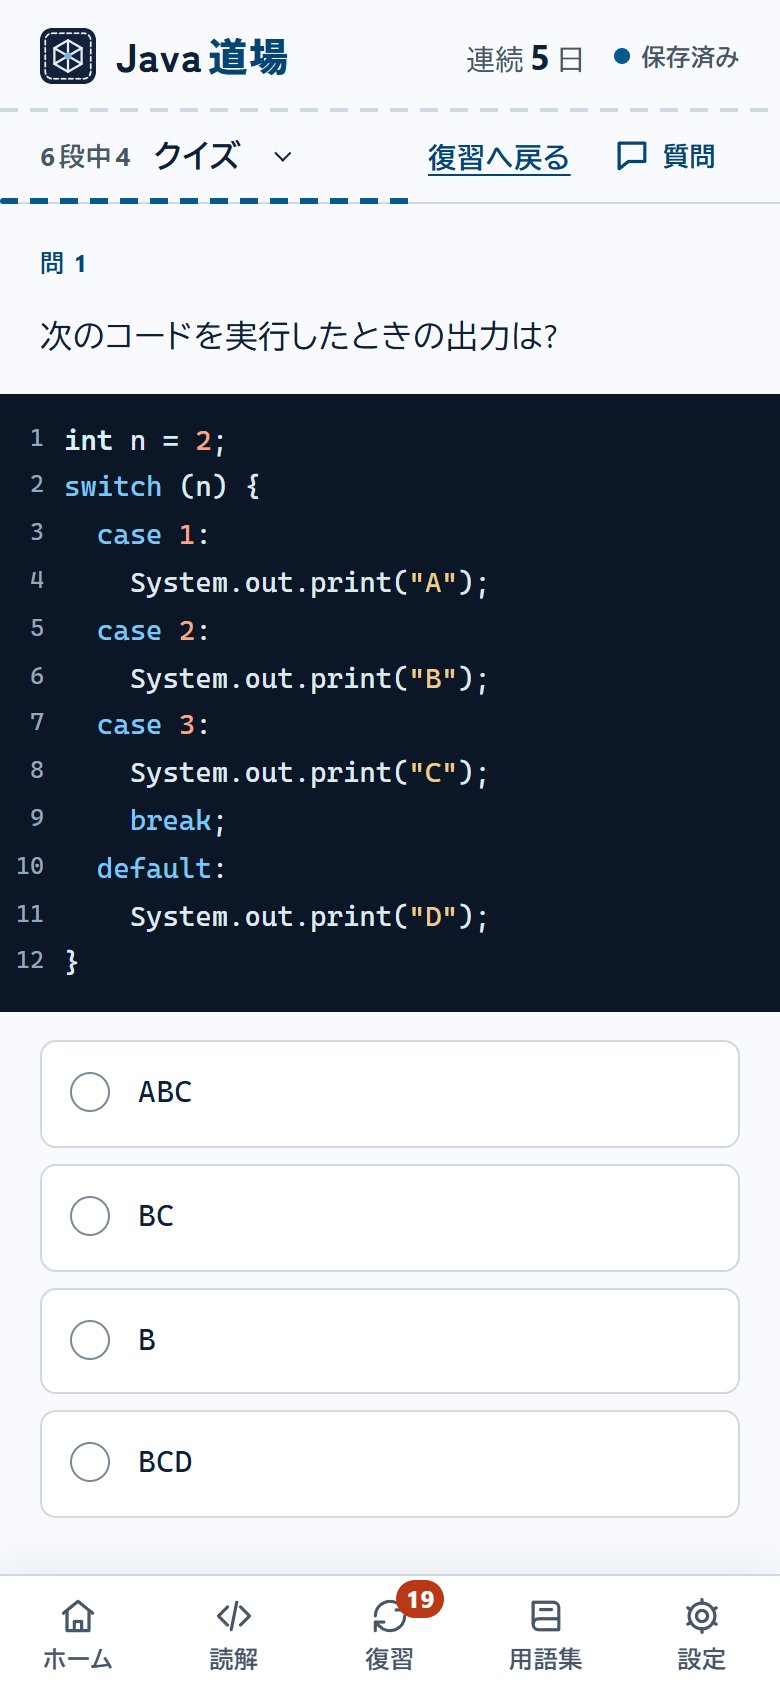 Java 道場
連続 5 日
保存済み
6段中4 クイズ
復習へ戻る
質問
問 1
次のコードを実行したときの出力は?
1 int n = 2;
2 switch (n) {
3   case 1:
4     System.out.print("A");
5   case 2:
6     System.out.print("B");
7   case 3:
8     System.out.print("C");
9     break;
10   default:
11     System.out.print("D");
12 }
ABC
BC
B
BCD
19
ホーム
読解
復習
用語集
設定